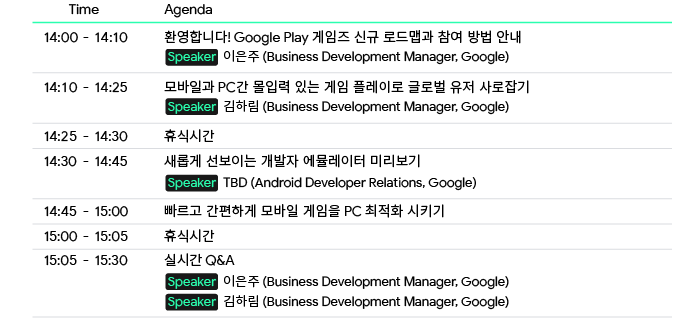 Time Agenda
14:00 - 14:10 환영합니다! Google Play 게임즈 신규 로드맵과 참여 방법 안내
Speaker 이은주 (Business Development Manager, Google)
14:10 - 14:25 모바일과 PC간 몰입력 있는 게임 플레이로 글로벌 유저 사로잡기
Speaker 김하림 (Business Development Manager, Google)
14:25 - 14:30 휴식시간
14:30 - 14:45 새롭게 선보이는 개발자 에뮬레이터 미리보기
Speaker TBD (Android Developer Relations, Google)
14:45 - 15:00 빠르고 간편하게 모바일 게임을 PC 최적화 시키기
15:00 - 15:05 휴식시간
15:05 - 15:30 실시간 Q&A
Speaker 이은주 (Business Development Manager, Google)
Speaker 김하림 (Business Development Manager, Google)